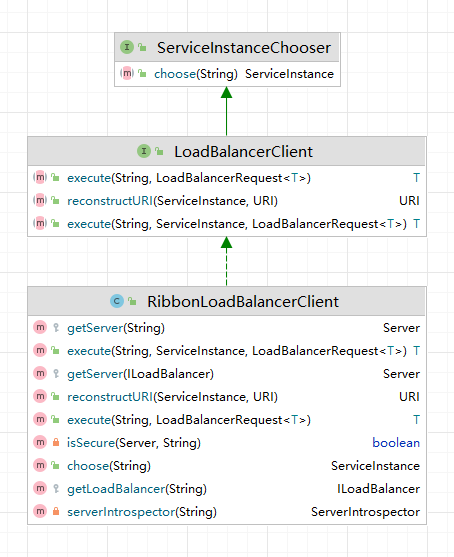 I ServiceInstanceChooser
m choose(String) ServiceInstance
I LoadBalancerClient
m execute(String, LoadBalancerRequest<T>) T
m reconstructURI(ServiceInstance, URI) URI
m execute(String, ServiceInstance, LoadBalancerRequest<T>) T
C RibbonLoadBalancerClient
m getServer(String) Server
m execute(String, ServiceInstance, LoadBalancerRequest<T>) T
m getServer(ILoadBalancer) Server
m reconstructURI(ServiceInstance, URI) URI
m execute(String, LoadBalancerRequest<T>) T
m isSecure(Server, String) boolean
m choose(String) ServiceInstance
m getLoadBalancer(String) ILoadBalancer
m serverIntrospector(String) ServerIntrospector